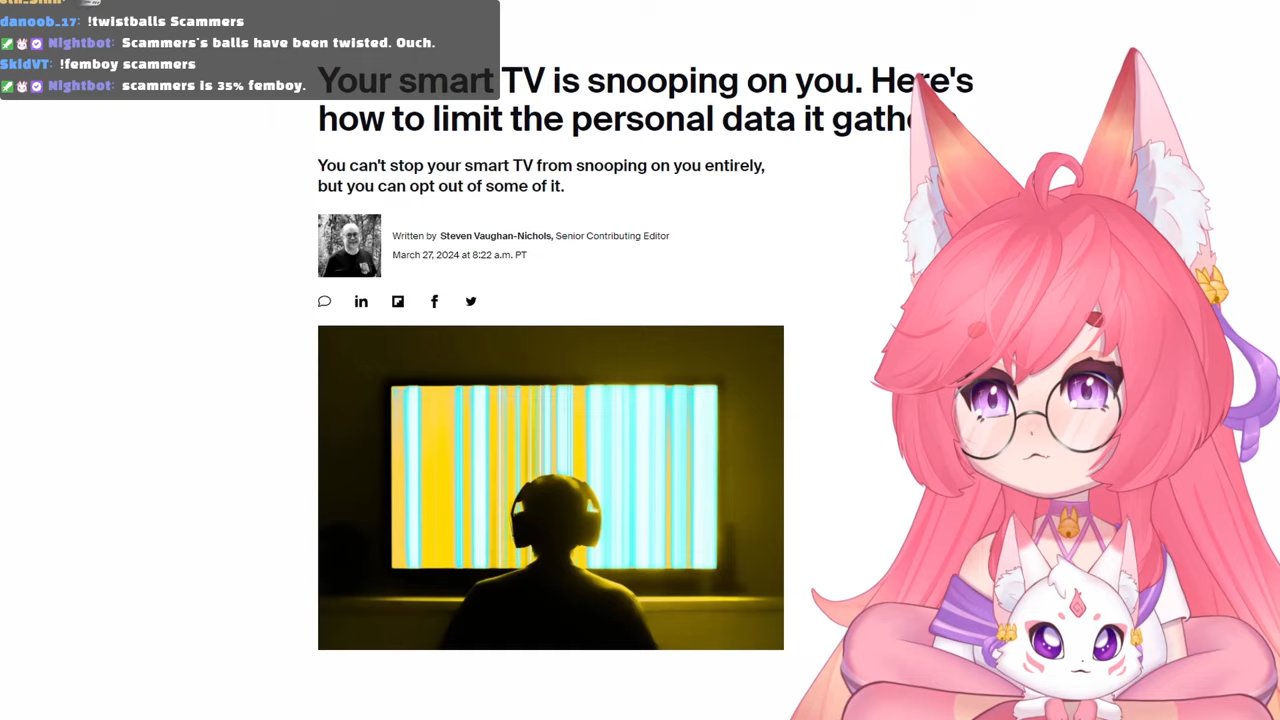 danoob_17: !twistballs Scammers
Nightbot: Scammers's balls have been twisted. Ouch.
SkidVT: !femboy scammers
Nightbot: scammers is 35% femboy.
Your smart TV is snooping on you. Here's
how to limit the personal data it
You can't stop your smart TV from snooping on you entirely,
but you can opt out of some of it.
Written by Steven Vaughan-Nichols, Senior Contributing Editor
March 27, 2024 at 8:22 a.m. PT